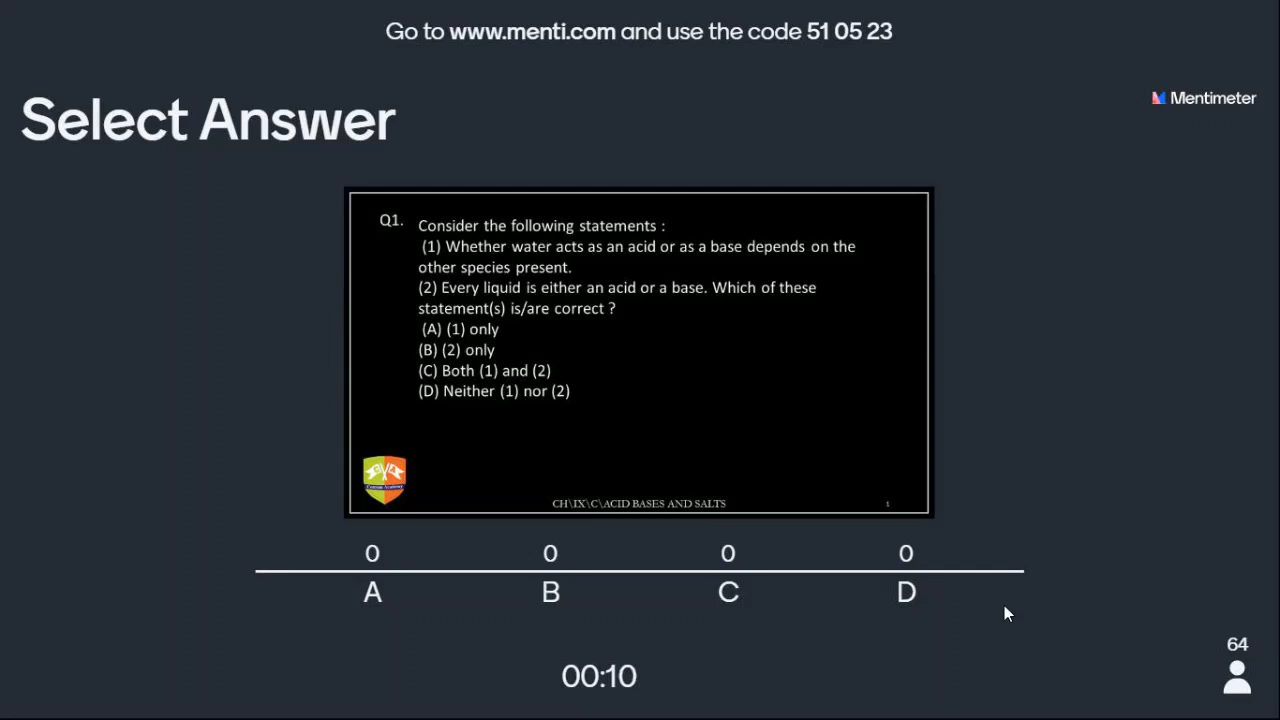 Go to www.menti.com and use the code 51 05 23
Select Answer
Mentimeter
Q1. Consider the following statements :
(1) Whether water acts as an acid or as a base depends on the
other species present.
(2) Every liquid is either an acid or a base. Which of these
statement(s) is/are correct ?
(A) (1) only
(B) (2) only
(C) Both (1) and (2)
(D) Neither (1) nor (2)
CH\IX\C\ACID BASES AND SALTS 1
0 0 0 0
A B C D
00:10
64